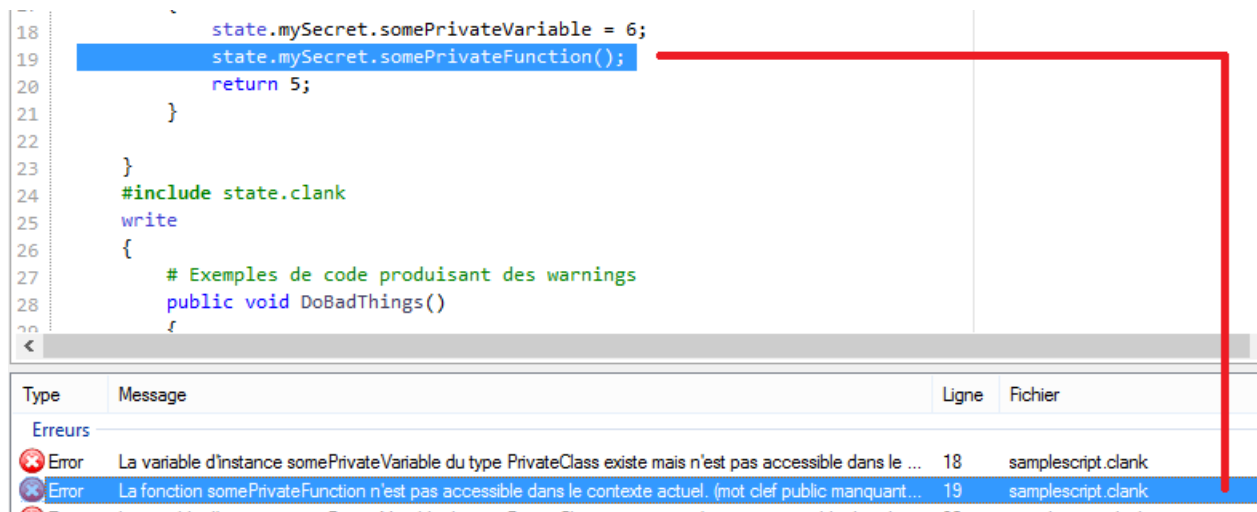 18 state.mySecret.somePrivateVariable = 6;
19 state.mySecret.somePrivateFunction();
20 return 5;
21 }
22
23 }
24 #include state.clank
25 write
26 {
27 # Exemples de code produisant des warnings
28 public void DoBadThings()
29 {
Type Message Ligne Fichier
Erreurs
Error La variable d'instance somePrivateVariable du type PrivateClass existe mais n'est pas accessible dans le ... 18 samplescript.clank
Error La fonction somePrivateFunction n'est pas accessible dans le contexte actuel. (mot clef public manquant... 19 samplescript.clank